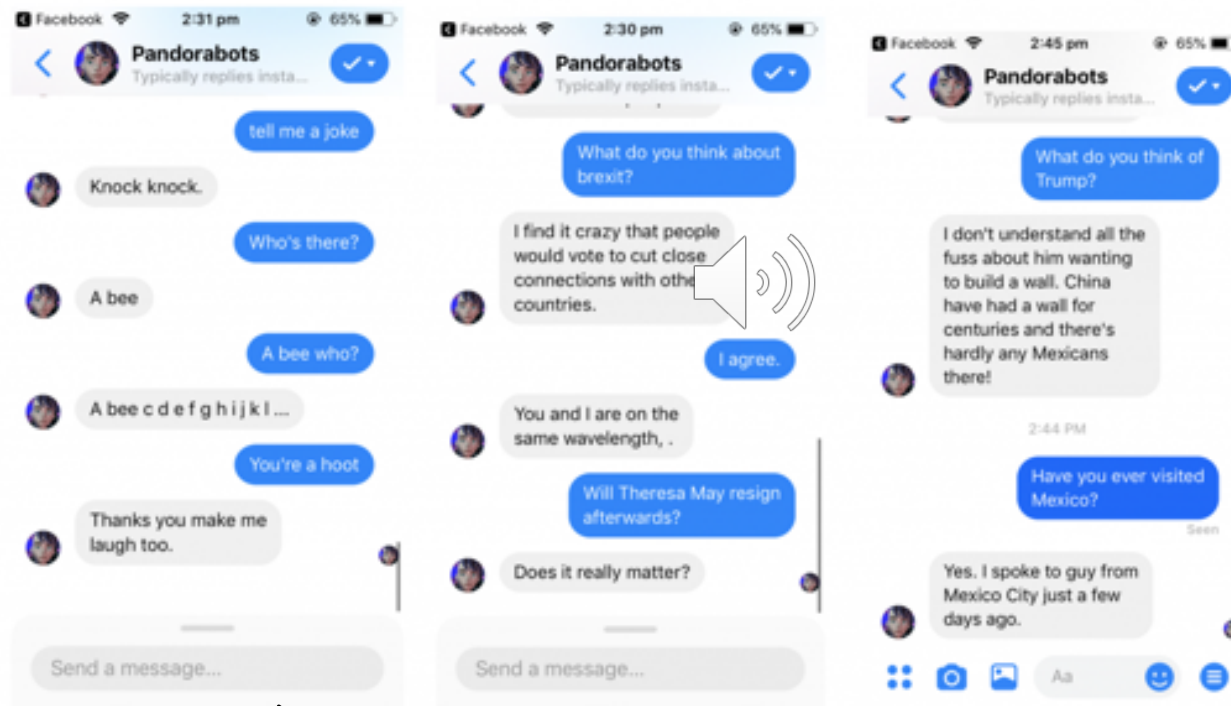 Facebook 2:31 pm 65%
Pandorabots
Typically replies insta...
tell me a joke
Knock knock.
Who's there?
A bee
A bee who?
A bee c d e f g h i j k l ...
You're a hoot
Thanks you make me
laugh too.
Send a message...
Facebook 2:30 pm 65%
Pandorabots
Typically replies insta...
What do you think about
brexit?
I find it crazy that people
would vote to cut close
connections with othe
countries.
I agree.
You and I are on the
same wavelength, .
Will Theresa May resign
afterwards?
Does it really matter?
Send a message...
Facebook 2:45 pm 65%
Pandorabots
Typically replies insta...
What do you think of
Trump?
I don't understand all the
fuss about him wanting
to build a wall. China
have had a wall for
centuries and there's
hardly any Mexicans
there!
2:44 PM
Have you ever visited
Mexico?
Seen
Yes. I spoke to guy from
Mexico City just a few
days ago.
Aa